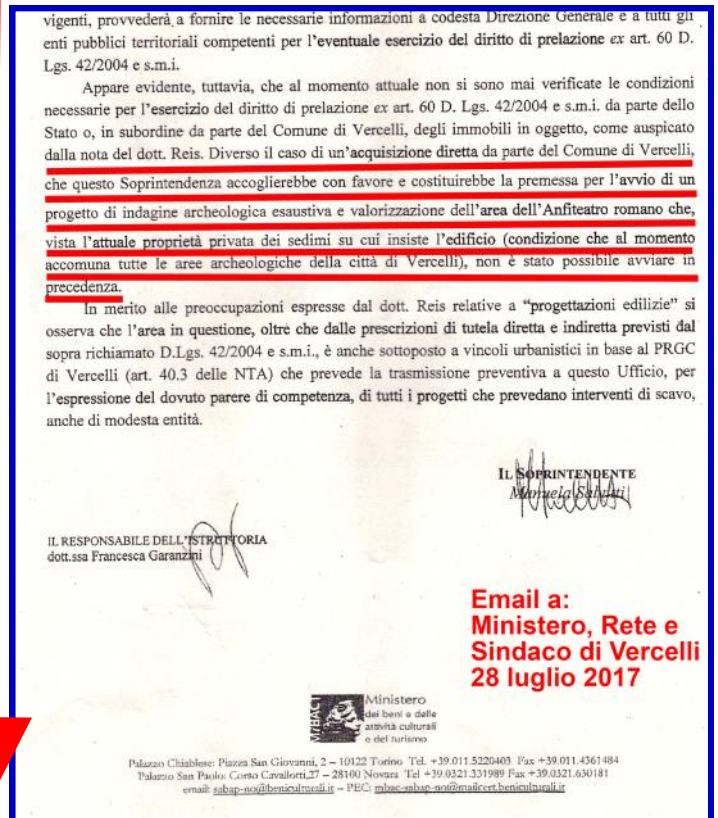 vigenti, provvederà a fornire le necessarie informazioni a codesta Direzione Generale e a tutti gli
enti pubblici territoriali competenti per l'eventuale esercizio del diritto di prelazione ex art. 60 D.
Lgs. 42/2004 e s.m.i.
Appare evidente, tuttavia, che al momento attuale non si sono mai verificate le condizioni
necessarie per l'esercizio del diritto di prelazione ex art. 60 D. Lgs. 42/2004 e s.m.i. da parte dello
Stato o, in subordine da parte del Comune di Vercelli, degli immobili in oggetto, come auspicato
dalla nota del dott. Reis. Diverso il caso di un'acquisizione diretta da parte del Comune di Vercelli,
che questo Soprintendenza accoglierebbe con favore e costituirebbe la premessa per l'avvio di un
progetto di indagine archeologica esaustiva e valorizzazione dell'area dell'Anfiteatro romano che,
vista l'attuale proprietà privata dei sedimi su cui insiste l'edificio (condizione che al momento
accomuna tutte le aree archeologiche della città di Vercelli), non è stato possibile avviare in
precedenza.
In merito alle preoccupazioni espresse dal dott. Reis relative a "progettazioni edilizie" si
osserva che l'area in questione, oltre che dalle prescrizioni di tutela diretta e indiretta previsti dal
sopra richiamato D.Lgs. 42/2004 e s.m.i., è anche sottoposto a vincoli urbanistici in base al PRGC
di Vercelli (art. 40.3 delle NTA) che prevede la trasmissione preventiva a questo Ufficio, per
l'espressione del dovuto parere di competenza, di tutti i progetti che prevedano interventi di scavo,
anche di modesta entità.
IL SOPRINTENDENTE
Manuela Salvitti
IL RESPONSABILE DELL'ISTRUTTORIA
dott.ssa Francesca Garanzini
Email a:
Ministero, Rete e
Sindaco di Vercelli
28 luglio 2017
MiBACT
Ministero
dei beni e delle
attività culturali
e del turismo
Palazzo Chiablese: Piazza San Giovanni, 2 – 10122 Torino Tel. +39.011.5220403 Fax +39.011.4361484
Palazzo San Paolo: Corso Cavallotti,27 – 28100 Novara Tel +39.0321.331989 Fax +39.0321.630181
email: sabap-no@beniculturali.it – PEC: mbac-sabap-no@mailcert.beniculturali.it